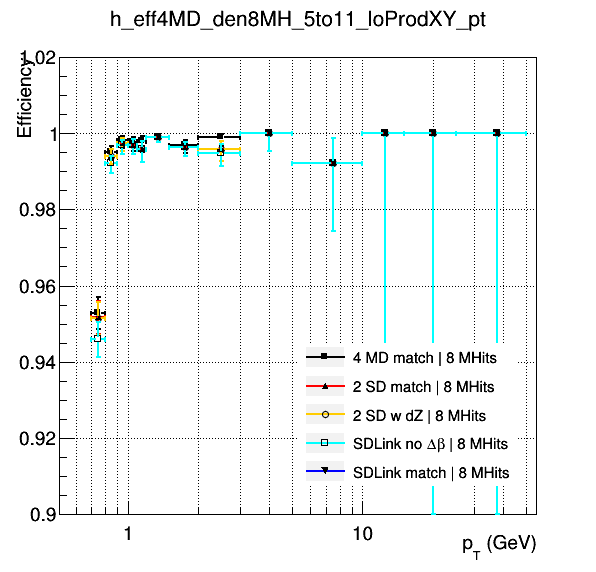 h_eff4MD_den8MH_5to11_loProdXY_pt
Efficiency
1.02
1
0.98
0.96
0.94
0.92
0.9
4 MD match | 8 MHits
2 SD match | 8 MHits
2 SD w dZ | 8 MHits
SDLink no Δβ | 8 MHits
SDLink match | 8 MHits
1
10
p_T (GeV)